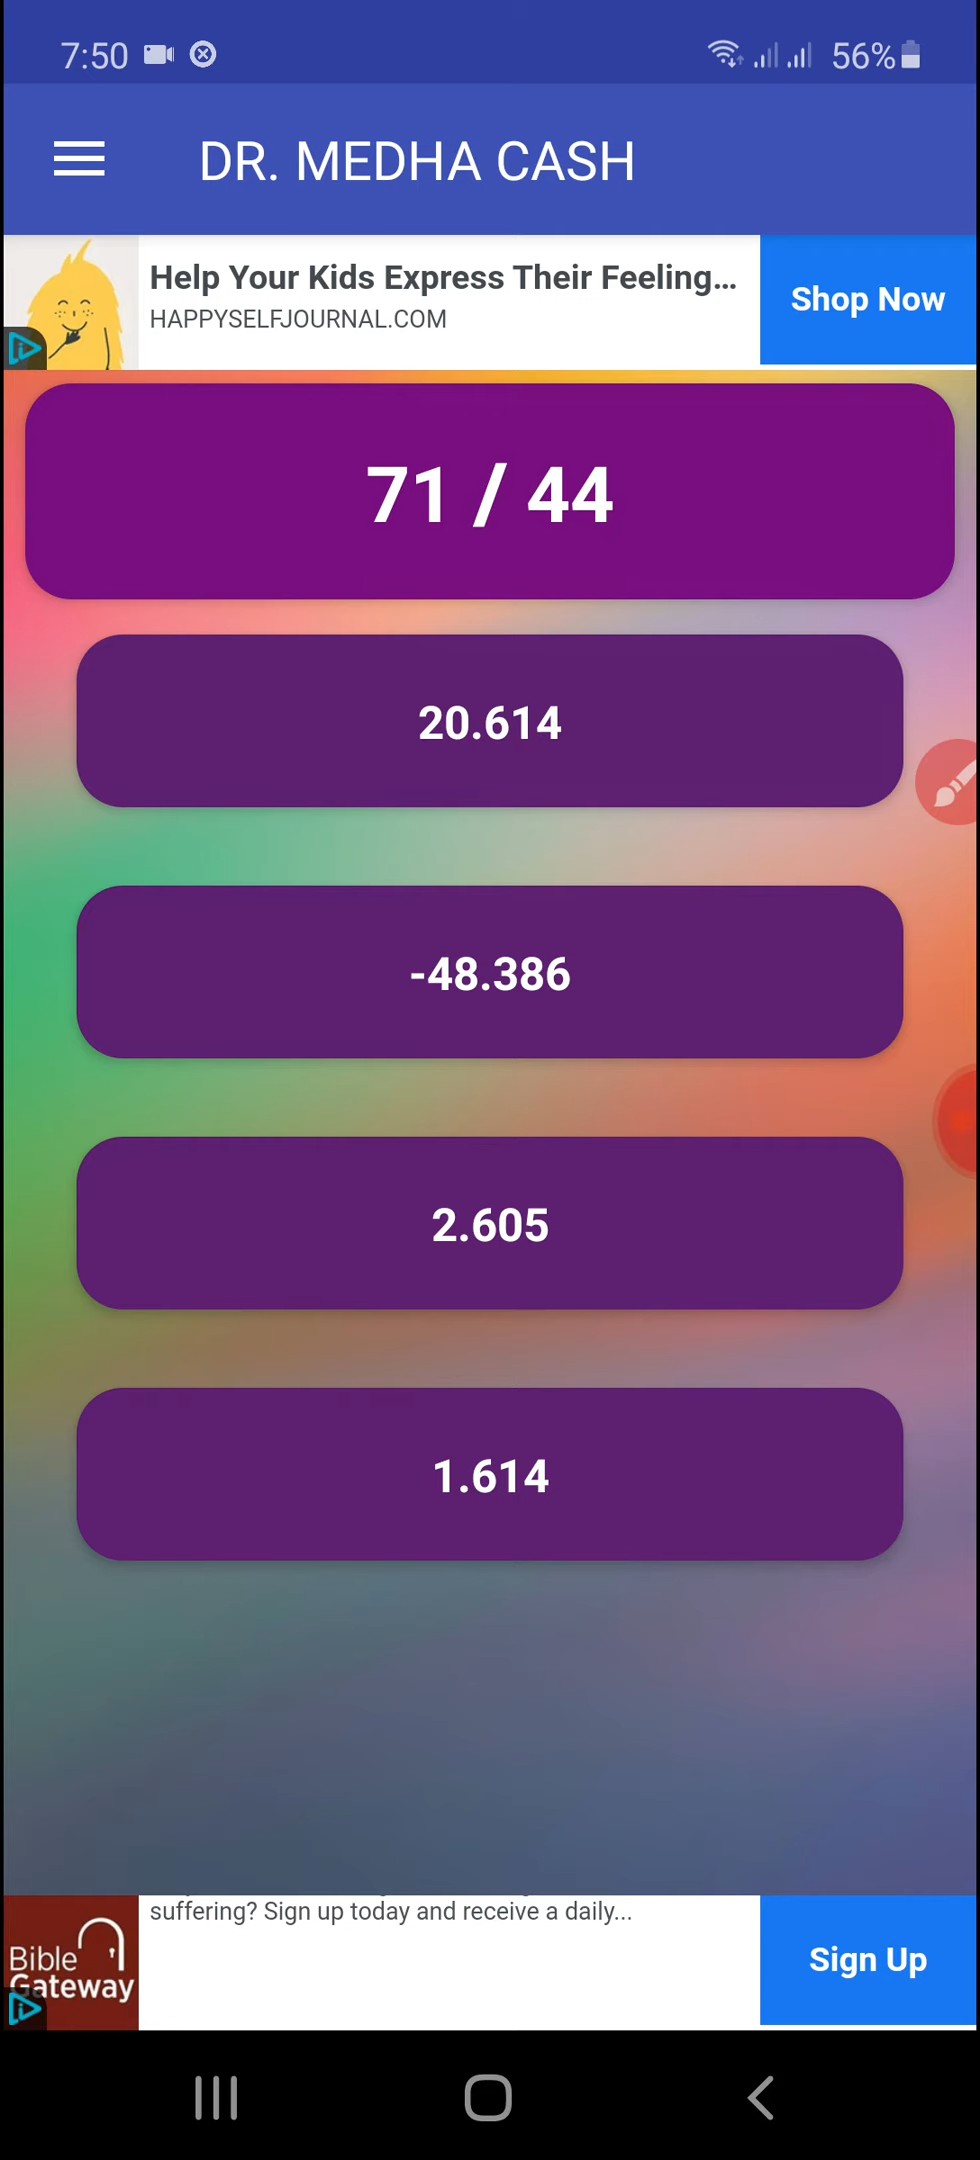 7:50 56%
DR. MEDHA CASH
Help Your Kids Express Their Feeling...
HAPPYSELFJOURNAL.COM
Shop Now
71 / 44
20.614
-48.386
2.605
1.614
suffering? Sign up today and receive a daily...
Bible
Gateway
Sign Up